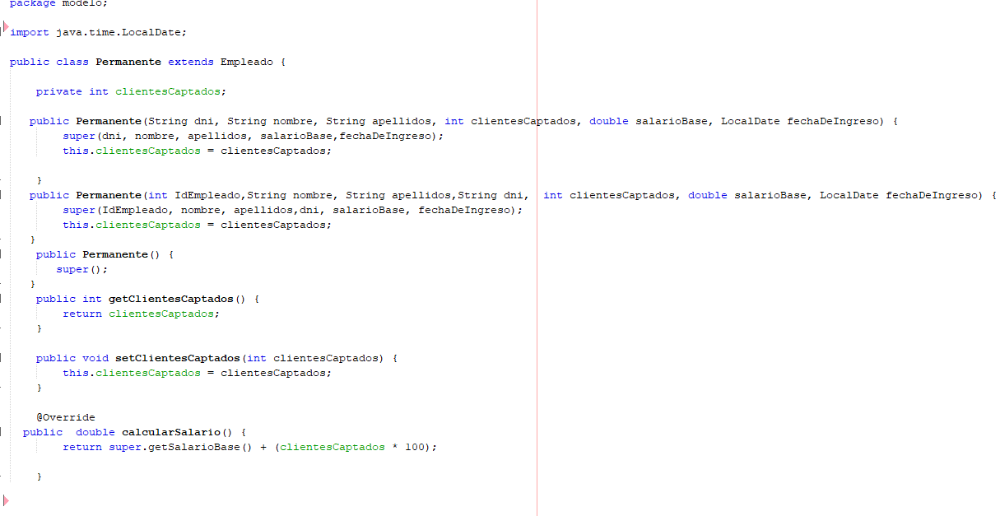 package modelo;
import java.time.LocalDate;
public class Permanente extends Empleado {
private int clientesCaptados;
public Permanente(String dni, String nombre, String apellidos, int clientesCaptados, double salarioBase, LocalDate fechaDeIngreso) {
super(dni, nombre, apellidos, salarioBase,fechaDeIngreso);
this.clientesCaptados = clientesCaptados;
}
public Permanente(int IdEmpleado,String nombre, String apellidos,String dni,  int clientesCaptados, double salarioBase, LocalDate fechaDeIngreso) {
super(IdEmpleado, nombre, apellidos,dni, salarioBase, fechaDeIngreso);
this.clientesCaptados = clientesCaptados;
}
public Permanente() {
super();
}
public int getClientesCaptados() {
return clientesCaptados;
}
public void setClientesCaptados(int clientesCaptados) {
this.clientesCaptados = clientesCaptados;
}
@Override
public  double calcularSalario() {
return super.getSalarioBase() + (clientesCaptados * 100);
}